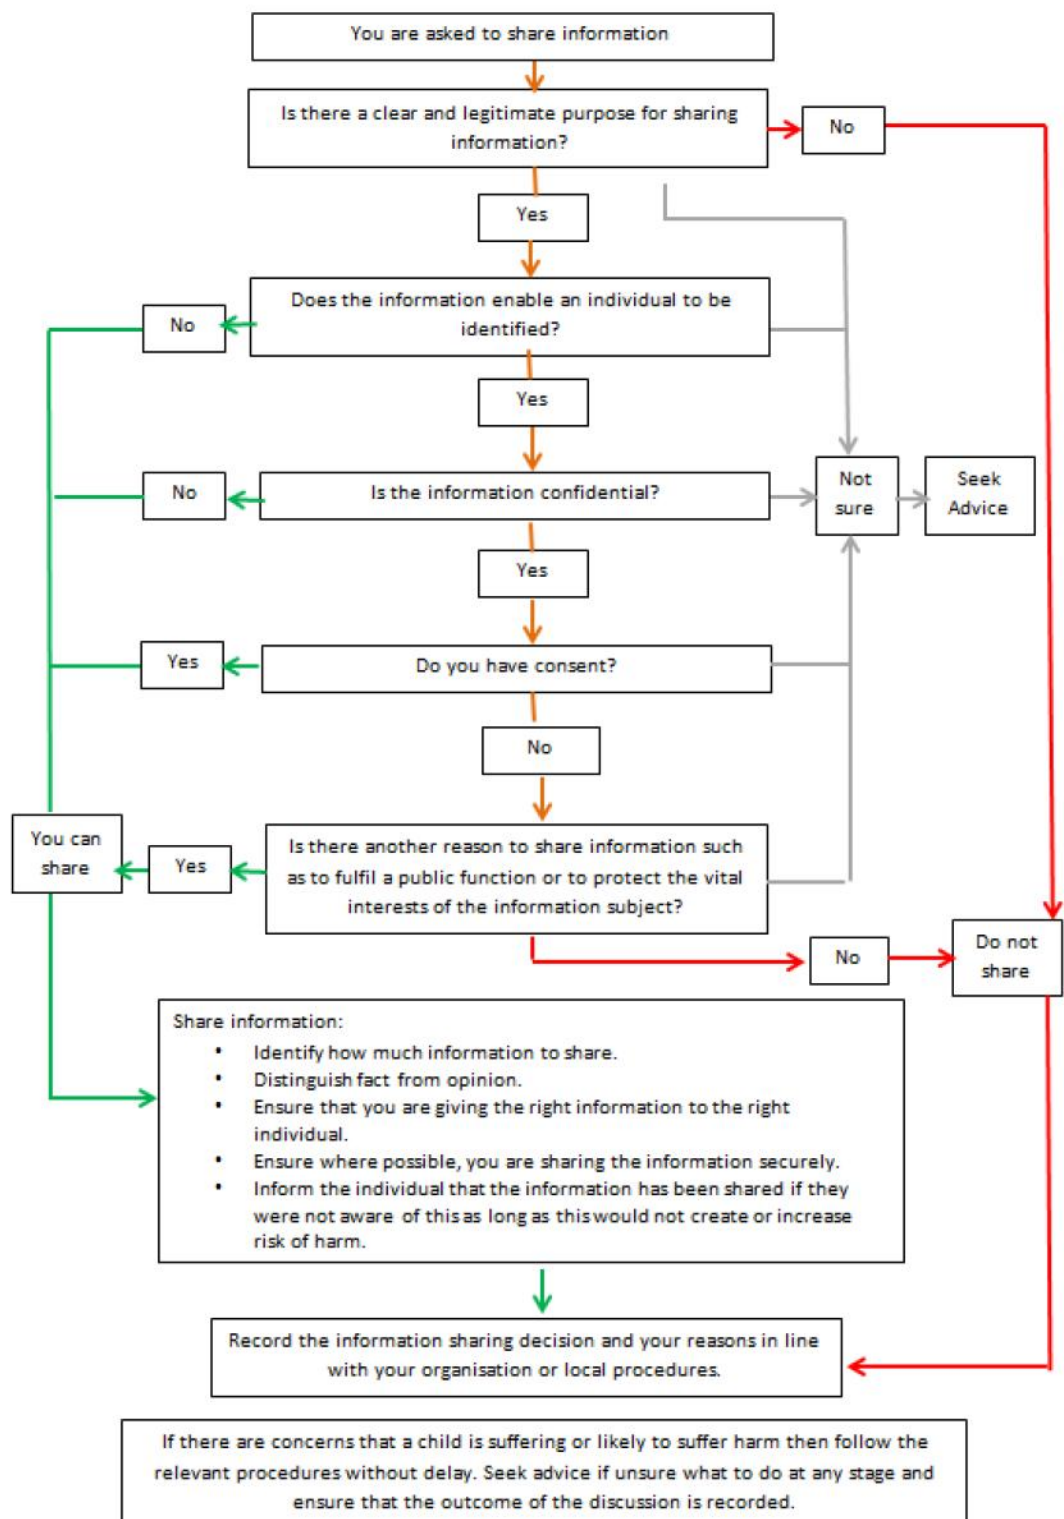 You are asked to share information
Is there a clear and legitimate purpose for sharing
information?
No
Yes
Does the information enable an individual to be
identified?
No
Yes
Is the information confidential?
No
Not
sure
Seek
Advice
Yes
Do you have consent?
Yes
No
You can
share
Yes
Is there another reason to share information such
as to fulfil a public function or to protect the vital
interests of the information subject?
No
Do not
share
Share information:
• Identify how much information to share.
• Distinguish fact from opinion.
• Ensure that you are giving the right information to the right
individual.
• Ensure where possible, you are sharing the information securely.
• Inform the individual that the information has been shared if they
were not aware of this as long as this would not create or increase
risk of harm.
Record the information sharing decision and your reasons in line
with your organisation or local procedures.
If there are concerns that a child is suffering or likely to suffer harm then follow the
relevant procedures without delay. Seek advice if unsure what to do at any stage and
ensure that the outcome of the discussion is recorded.